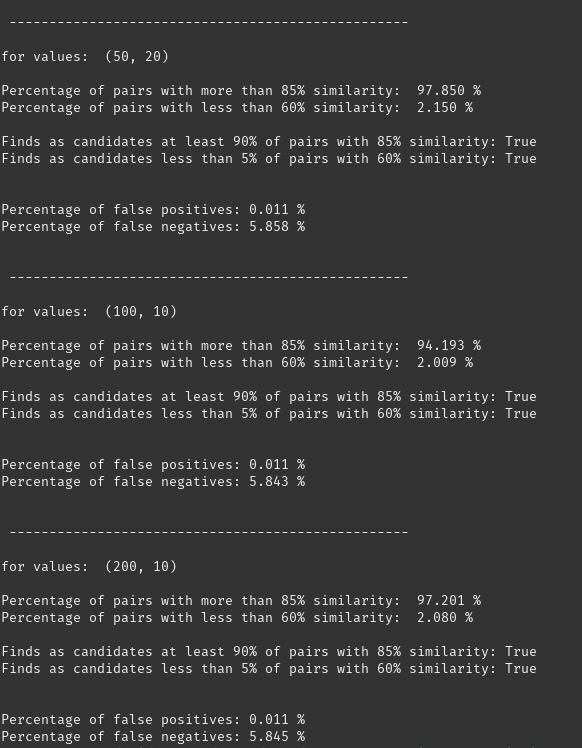 --------------------------------------------------
for values:  (50, 20)
Percentage of pairs with more than 85% similarity:  97.850 %
Percentage of pairs with less than 60% similarity:  2.150 %
Finds as candidates at least 90% of pairs with 85% similarity: True
Finds as candidates less than 5% of pairs with 60% similarity: True
Percentage of false positives: 0.011 %
Percentage of false negatives: 5.858 %
--------------------------------------------------
for values:  (100, 10)
Percentage of pairs with more than 85% similarity:  94.193 %
Percentage of pairs with less than 60% similarity:  2.009 %
Finds as candidates at least 90% of pairs with 85% similarity: True
Finds as candidates less than 5% of pairs with 60% similarity: True
Percentage of false positives: 0.011 %
Percentage of false negatives: 5.843 %
--------------------------------------------------
for values:  (200, 10)
Percentage of pairs with more than 85% similarity:  97.201 %
Percentage of pairs with less than 60% similarity:  2.080 %
Finds as candidates at least 90% of pairs with 85% similarity: True
Finds as candidates less than 5% of pairs with 60% similarity: True
Percentage of false positives: 0.011 %
Percentage of false negatives: 5.845 %